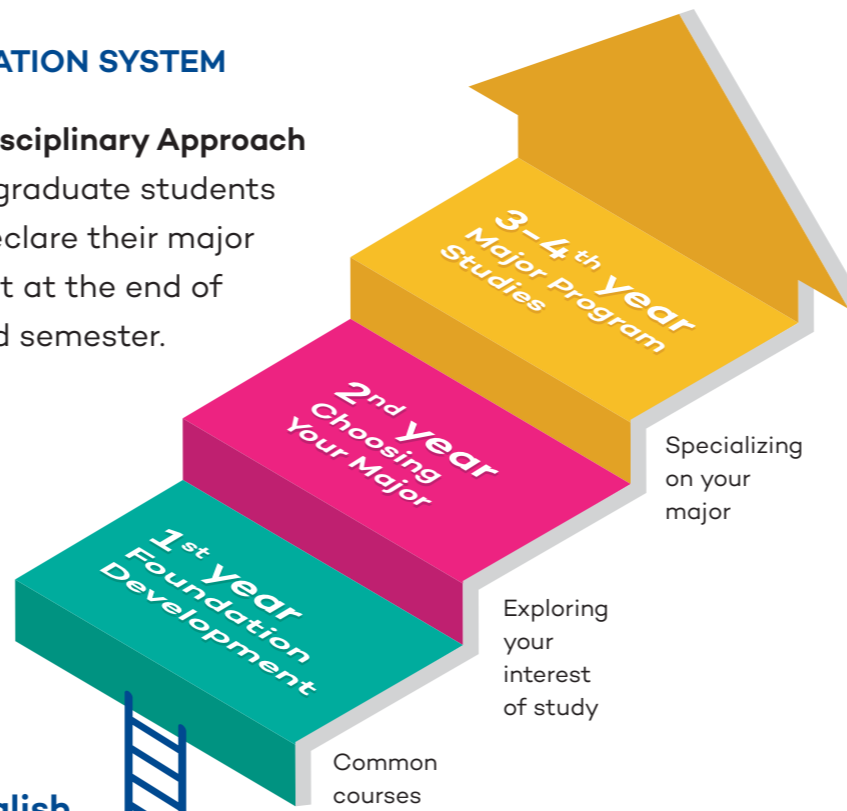 ATION SYSTEM
sciplinary Approach
graduate students
eclare their major
t at the end of
d semester.
3-4th year
Major Program
Studies
Specializing
on your
major
2nd year
Choosing
Your Major
Exploring
your
interest
of study
1st year
Foundation
Development
Common
courses
glish